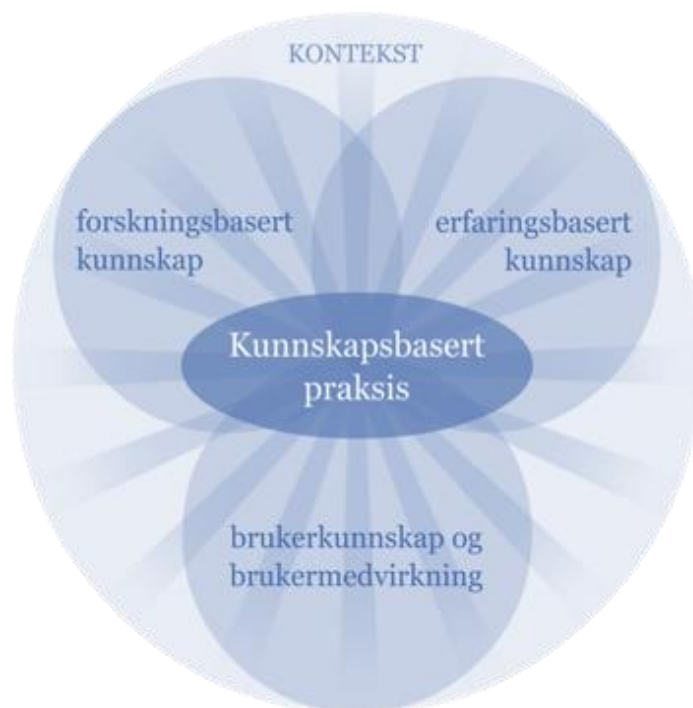 KONTEKST
forskningsbasert
kunnskap
erfaringsbasert
kunnskap
Kunnskapsbasert
praksis
brukerkunnskap og
brukermedvirkning